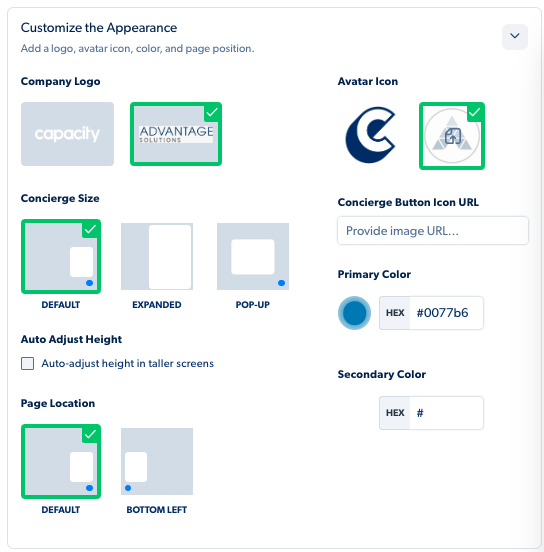 Customize the Appearance
Add a logo, avatar icon, color, and page position.
Company Logo
capacity
ADVANTAGE
SOLUTIONS
Avatar Icon
Concierge Size
DEFAULT
EXPANDED
POP-UP
Concierge Button Icon URL
Provide image URL...
Primary Color
HEX
#0077b6
Auto Adjust Height
Auto-adjust height in taller screens
Secondary Color
HEX
#
Page Location
DEFAULT
BOTTOM LEFT